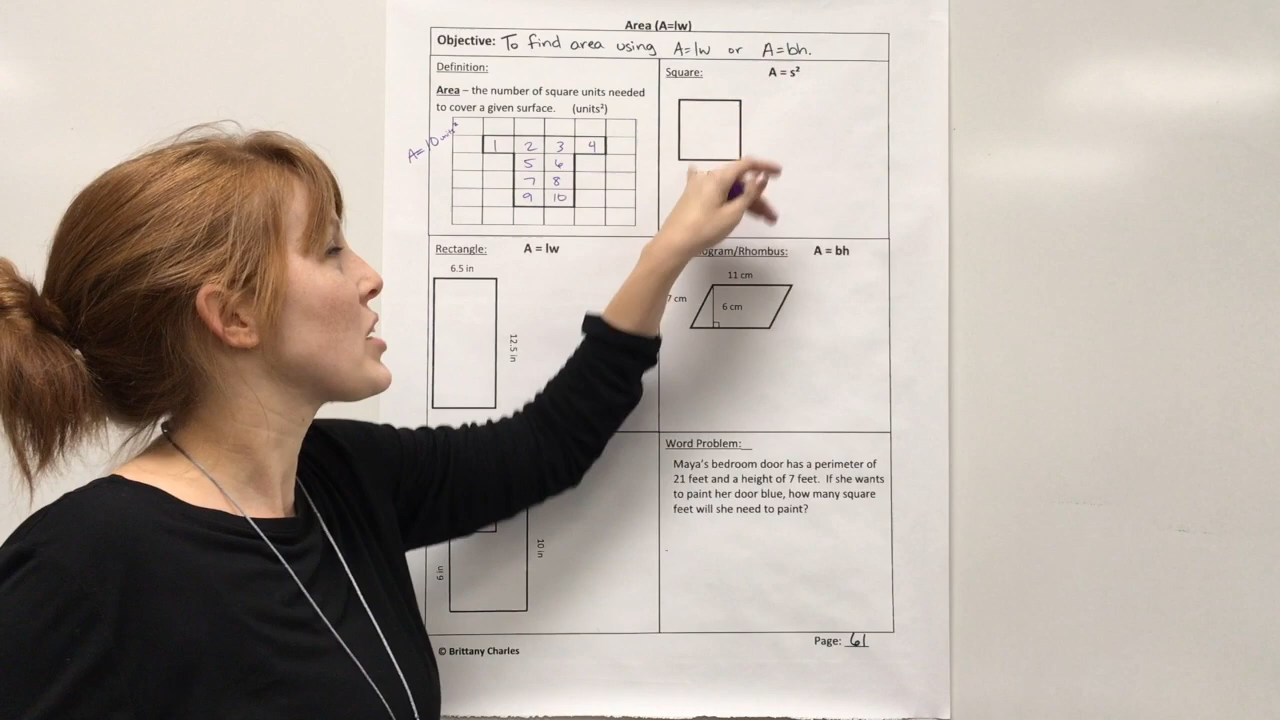 Area (A=lw)
Objective: To find area using A=lw or A=bh.
Definition:
Area – the number of square units needed
to cover a given surface. (units²)
A=10 units²
1 2 3 4
5 6
7 8
9 10
Square: A = s²
Rectangle: A = lw
6.5 in
12.5 in
ogram/Rhombus: A = bh
11 cm
7 cm
6 cm
10 in
6 in
Word Problem:
Maya's bedroom door has a perimeter of
21 feet and a height of 7 feet. If she wants
to paint her door blue, how many square
feet will she need to paint?
Page: 61
© Brittany Charles